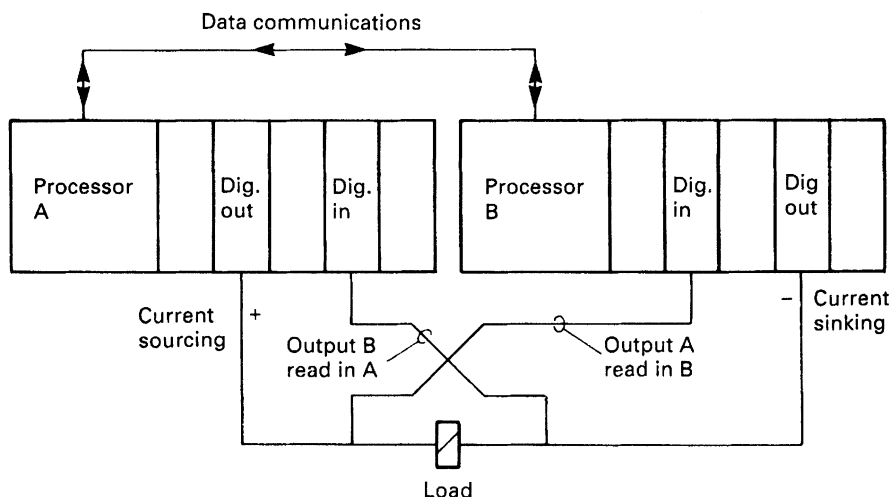 Data communications
Processor
A
Dig.
out
Dig.
in
Processor
B
Dig.
in
Dig
out
Current
sourcing
+
Output B
read in A
Output A
read in B
−
Current
sinking
Load